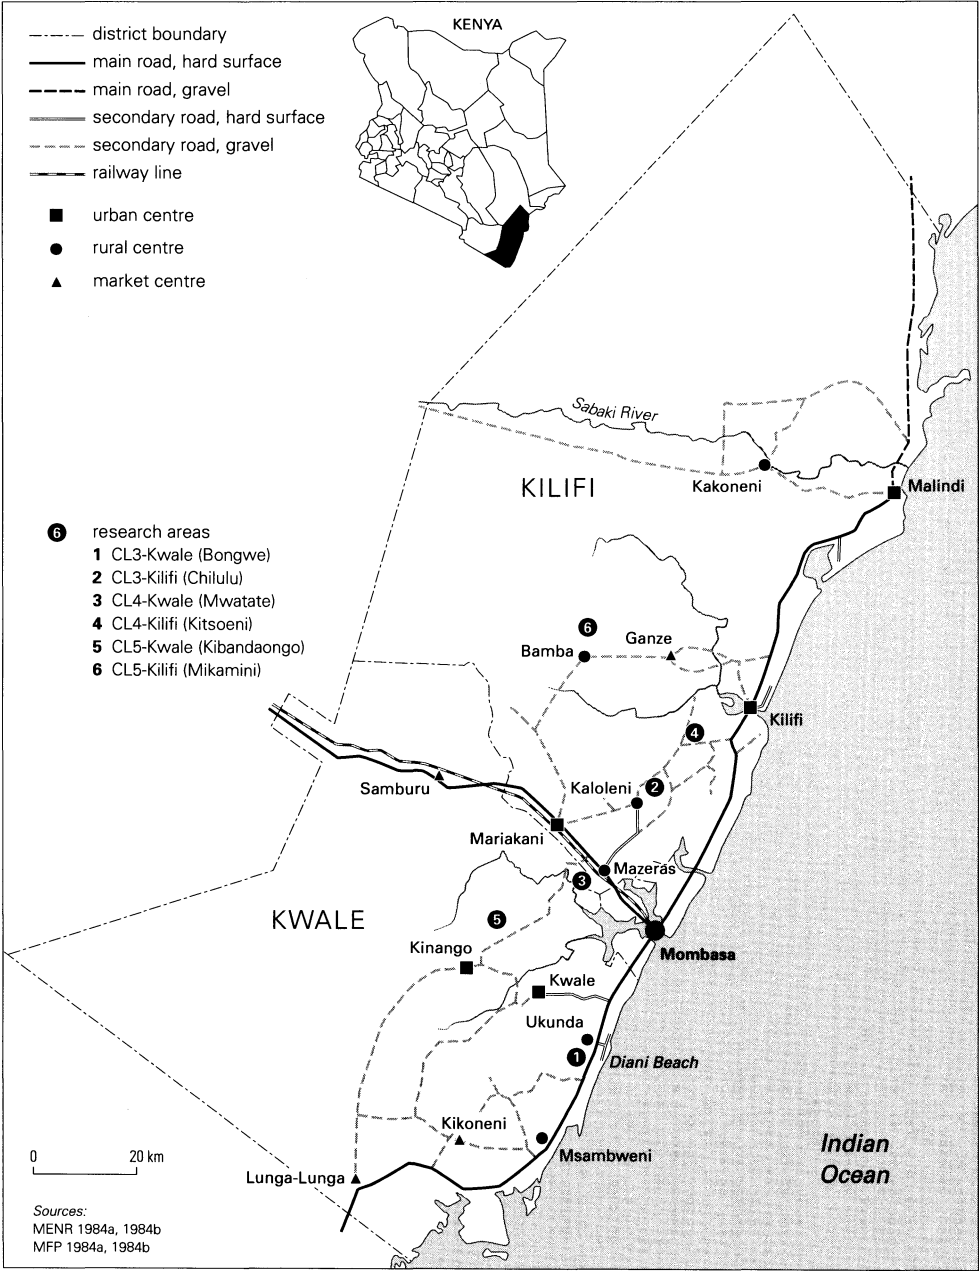 KENYA
district boundary
main road, hard surface
main road, gravel
secondary road, hard surface
secondary road, gravel
railway line
urban centre
rural centre
market centre
Sabaki River
KILIFI
Kakoneni
Malindi
6 research areas
1 CL3-Kwale (Bongwe)
2 CL3-Kilifi (Chilulu)
3 CL4-Kwale (Mwatate)
4 CL4-Kilifi (Kitsoeni)
5 CL5-Kwale (Kibandaongo)
6 CL5-Kilifi (Mikamini)
6
Bamba
Ganze
Kilifi
4
Samburu
Kaloleni
2
Mariakani
Mazeras
3
KWALE
5
Kinango
Mombasa
Kwale
Ukunda
1
Diani Beach
Kikoneni
Msambweni
Lunga-Lunga
Indian
Ocean
0 20 km
Sources:
MENR 1984a, 1984b
MFP 1984a, 1984b